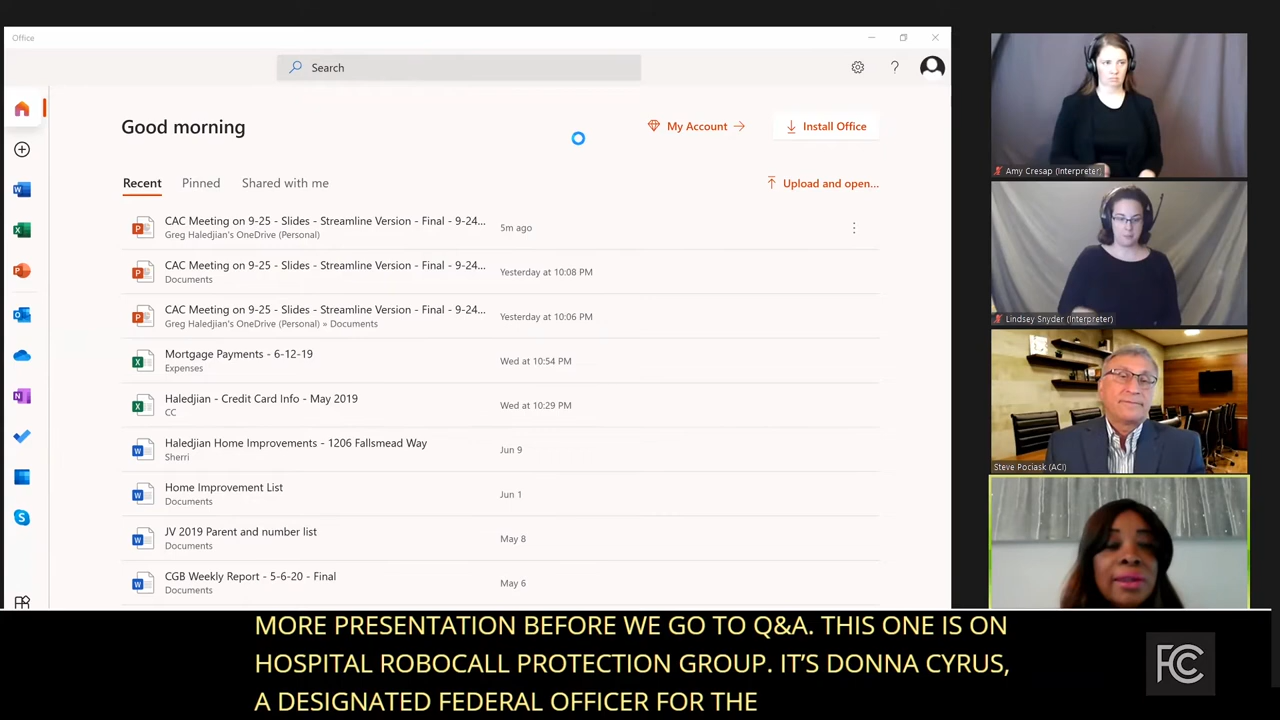 Office
Search
?
Good morning
My Account
Install Office
Recent
Pinned
Shared with me
Upload and open...
CAC Meeting on 9-25 - Slides - Streamline Version - Final - 9-24...
Greg Haledjian's OneDrive (Personal)
5m ago
CAC Meeting on 9-25 - Slides - Streamline Version - Final - 9-24...
Documents
Yesterday at 10:08 PM
CAC Meeting on 9-25 - Slides - Streamline Version - Final - 9-24...
Greg Haledjian's OneDrive (Personal) » Documents
Yesterday at 10:06 PM
Mortgage Payments - 6-12-19
Expenses
Wed at 10:54 PM
Haledjian - Credit Card Info - May 2019
CC
Wed at 10:29 PM
Haledjian Home Improvements - 1206 Fallsmead Way
Sherri
Jun 9
Home Improvement List
Documents
Jun 1
JV 2019 Parent and number list
Documents
May 8
CGB Weekly Report - 5-6-20 - Final
Documents
May 6
Amy Cresap (Interpreter)
Lindsey Snyder (Interpreter)
Steve Pociask (ACI)
MORE PRESENTATION BEFORE WE GO TO Q&A. THIS ONE IS ON
HOSPITAL ROBOCALL PROTECTION GROUP. IT'S DONNA CYRUS,
A DESIGNATED FEDERAL OFFICER FOR THE
FCC